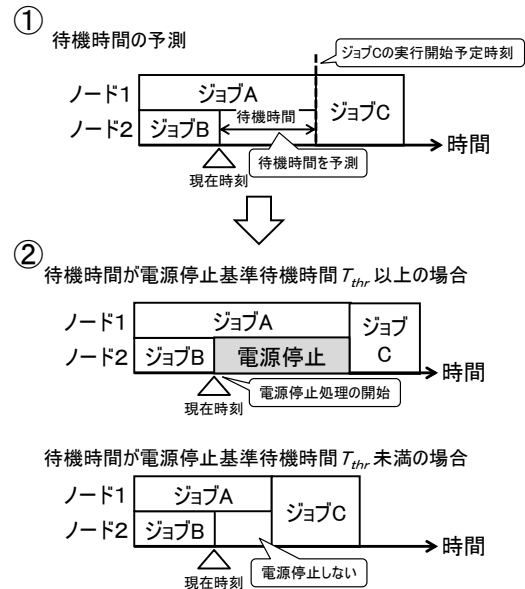 ①
待機時間の予測
ジョブCの実行開始予定時刻
ノード1
ジョブA
ジョブC
ノード2
ジョブB
待機時間
時間
待機時間を予測
現在時刻
②
待機時間が電源停止基準待機時間Tthr以上の場合
ノード1
ジョブA
ジョブ
C
ノード2
ジョブB
電源停止
時間
電源停止処理の開始
現在時刻
待機時間が電源停止基準待機時間Tthr未満の場合
ノード1
ジョブA
ジョブC
ノード2
ジョブB
時間
電源停止しない
現在時刻